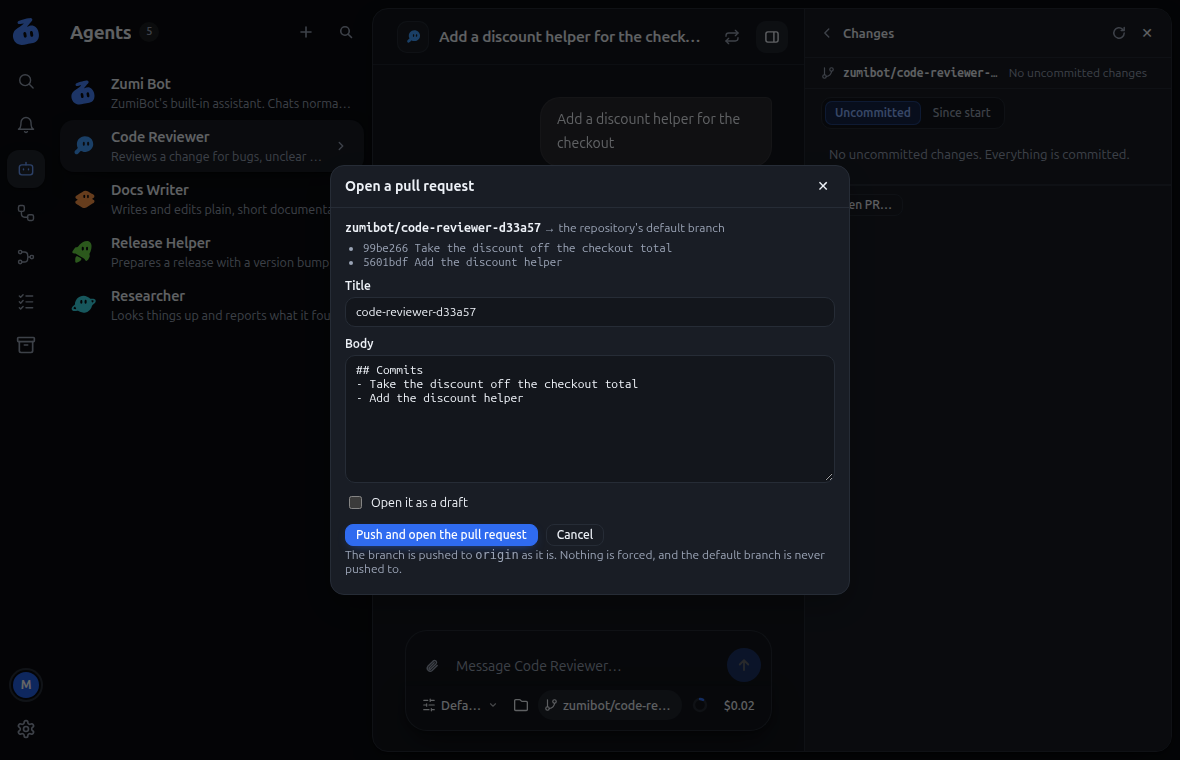 Agents 5
Add a discount helper for the check…
Changes
zumibot/code-reviewer-… No uncommitted changes
Uncommitted Since start
No uncommitted changes. Everything is committed.
en PR…
Zumi Bot
ZumiBot's built-in assistant. Chats norma…
Code Reviewer
Reviews a change for bugs, unclear …
Docs Writer
Writes and edits plain, short documenta
Release Helper
Prepares a release with a version bump
Researcher
Looks things up and reports what it fou
M
Add a discount helper for the
checkout
Open a pull request
zumibot/code-reviewer-d33a57 → the repository's default branch
• 99be266 Take the discount off the checkout total
• 5601bdf Add the discount helper
Title
code-reviewer-d33a57
Body
## Commits
- Take the discount off the checkout total
- Add the discount helper
Open it as a draft
Push and open the pull request Cancel
The branch is pushed to origin as it is. Nothing is forced, and the default branch is never
pushed to.
Message Code Reviewer…
Defa… zumibot/code-re… $0.02